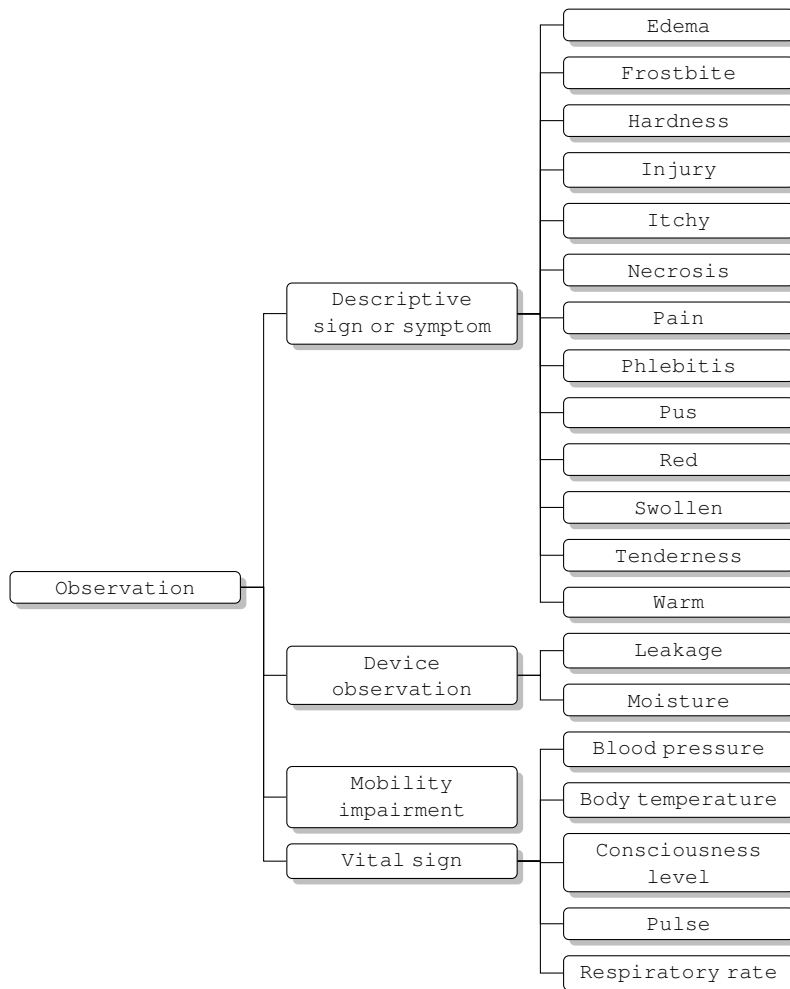 Observation
Descriptive
sign or symptom
Edema
Frostbite
Hardness
Injury
Itchy
Necrosis
Pain
Phlebitis
Pus
Red
Swollen
Tenderness
Warm
Device
observation
Leakage
Moisture
Mobility
impairment
Vital sign
Blood pressure
Body temperature
Consciousness
level
Pulse
Respiratory rate